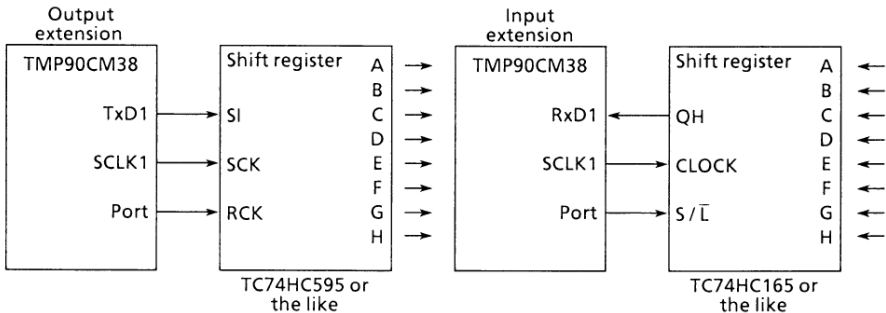 Output
extension
TMP90CM38
TxD1
SCLK1
Port
Shift register
SI
SCK
RCK
A
B
C
D
E
F
G
H
TC74HC595 or
the like
Input
extension
TMP90CM38
RxD1
SCLK1
Port
Shift register
QH
CLOCK
S / L̅
A
B
C
D
E
F
G
H
TC74HC165 or
the like